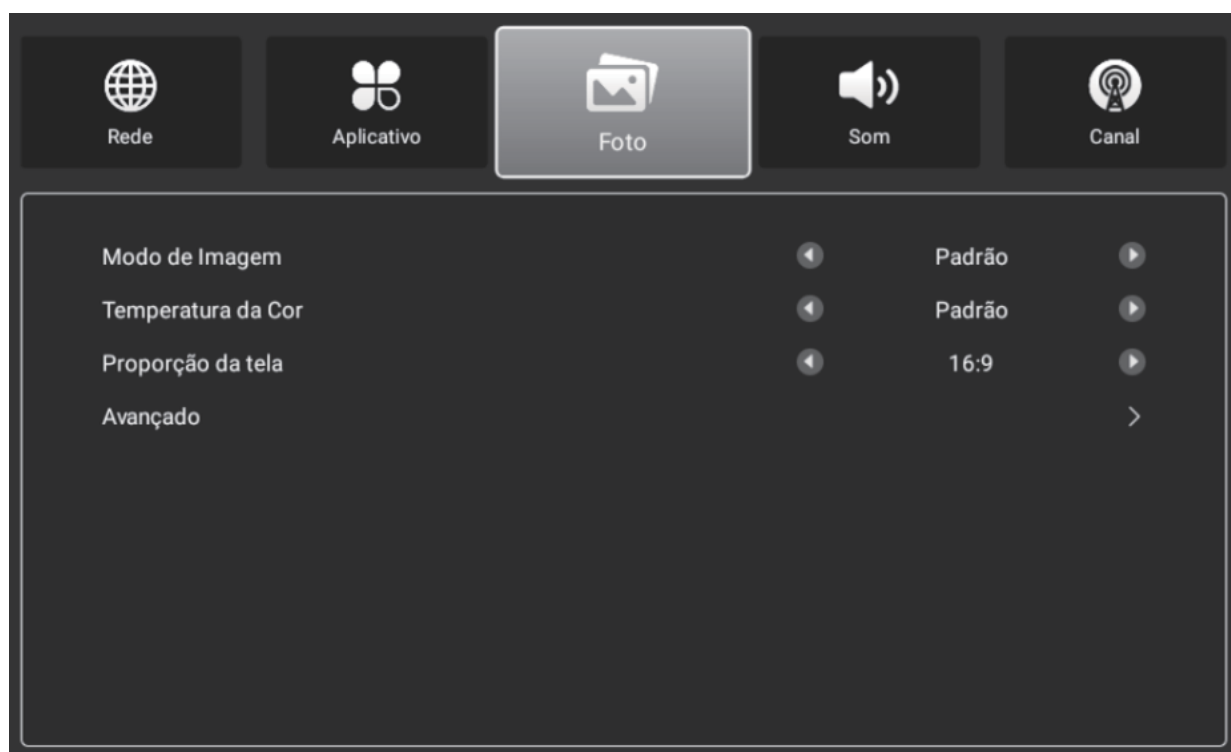 Rede Aplicativo Foto Som Canal
Modo de Imagem Padrão
Temperatura da Cor Padrão
Proporção da tela 16:9
Avançado